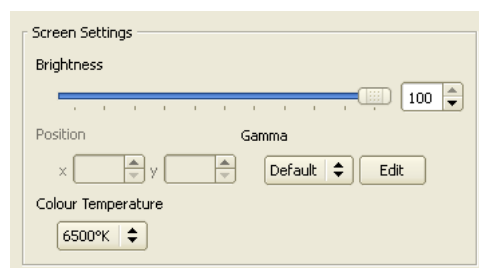 Screen Settings
Brightness
100
Position Gamma
x y Default Edit
Colour Temperature
6500°K